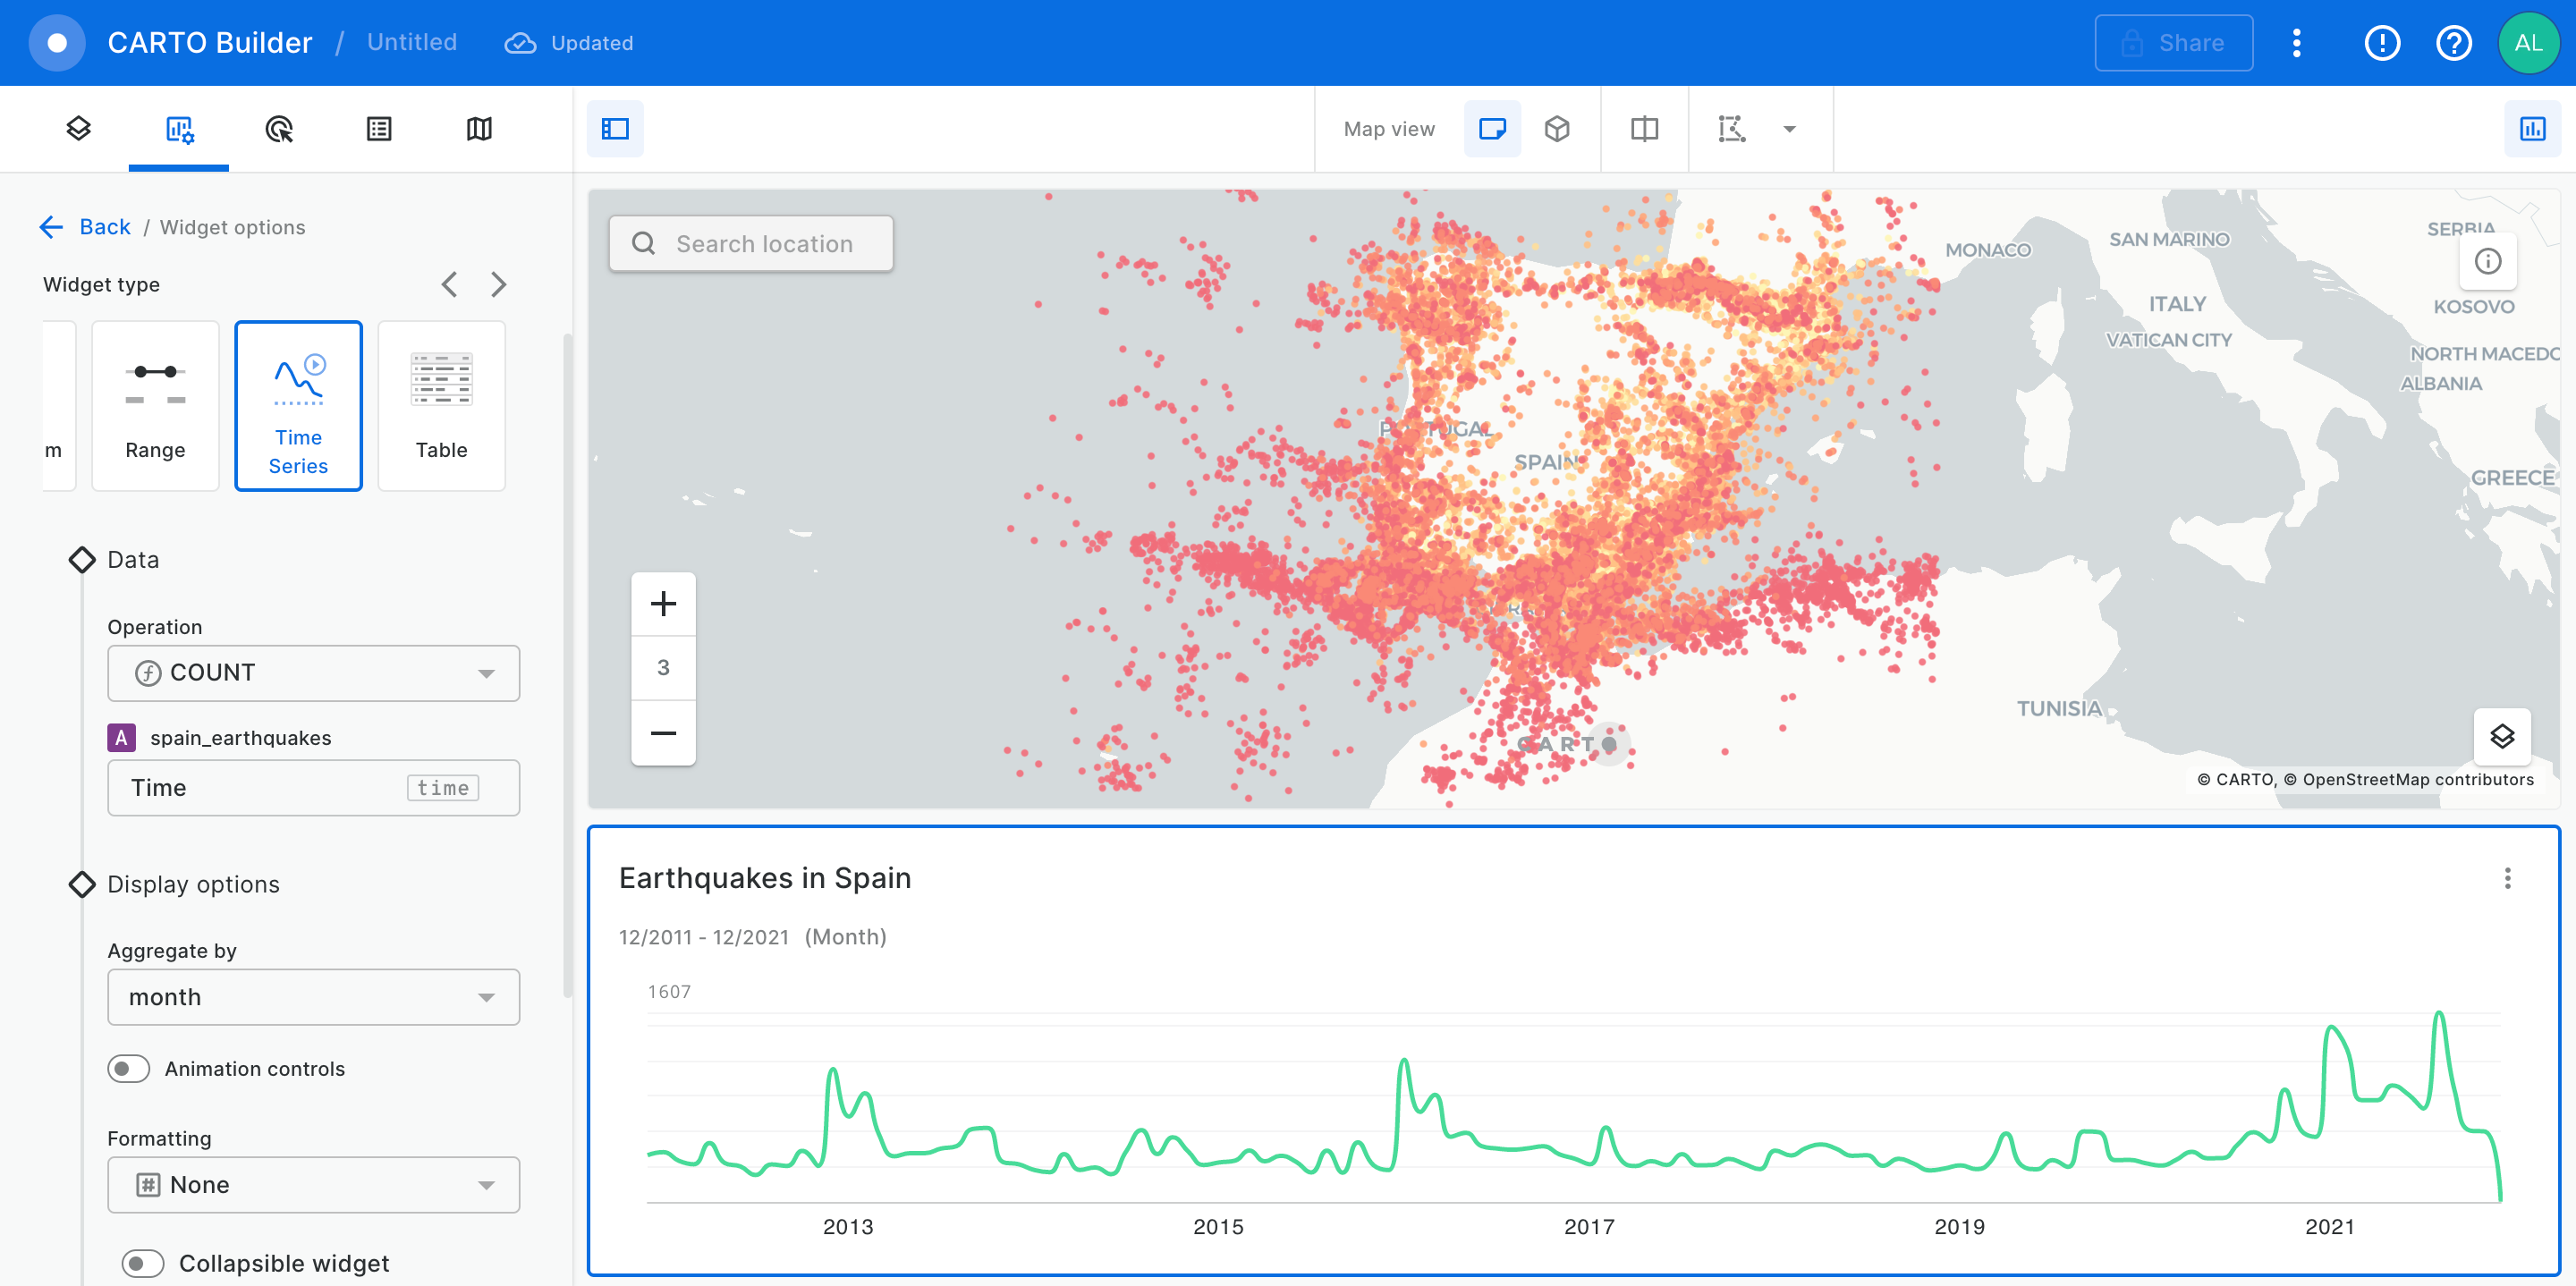 CARTO Builder / Untitled Updated
Share
AL
Map view
Back / Widget options
Widget type
m
Range
Time
Series
Table
Data
Operation
COUNT
A spain_earthquakes
Time time
Display options
Aggregate by
month
Animation controls
Formatting
# None
Collapsible widget
Search location
3
MONACO
SAN MARINO
SERBIA
ITALY
KOSOVO
VATICAN CITY
NORTH MACEDO
ALBANIA
PORTUGAL
SPAIN
GREECE
TUNISIA
CARTO
© CARTO, © OpenStreetMap contributors
Earthquakes in Spain
12/2011 - 12/2021 (Month)
1607
2013 2015 2017 2019 2021